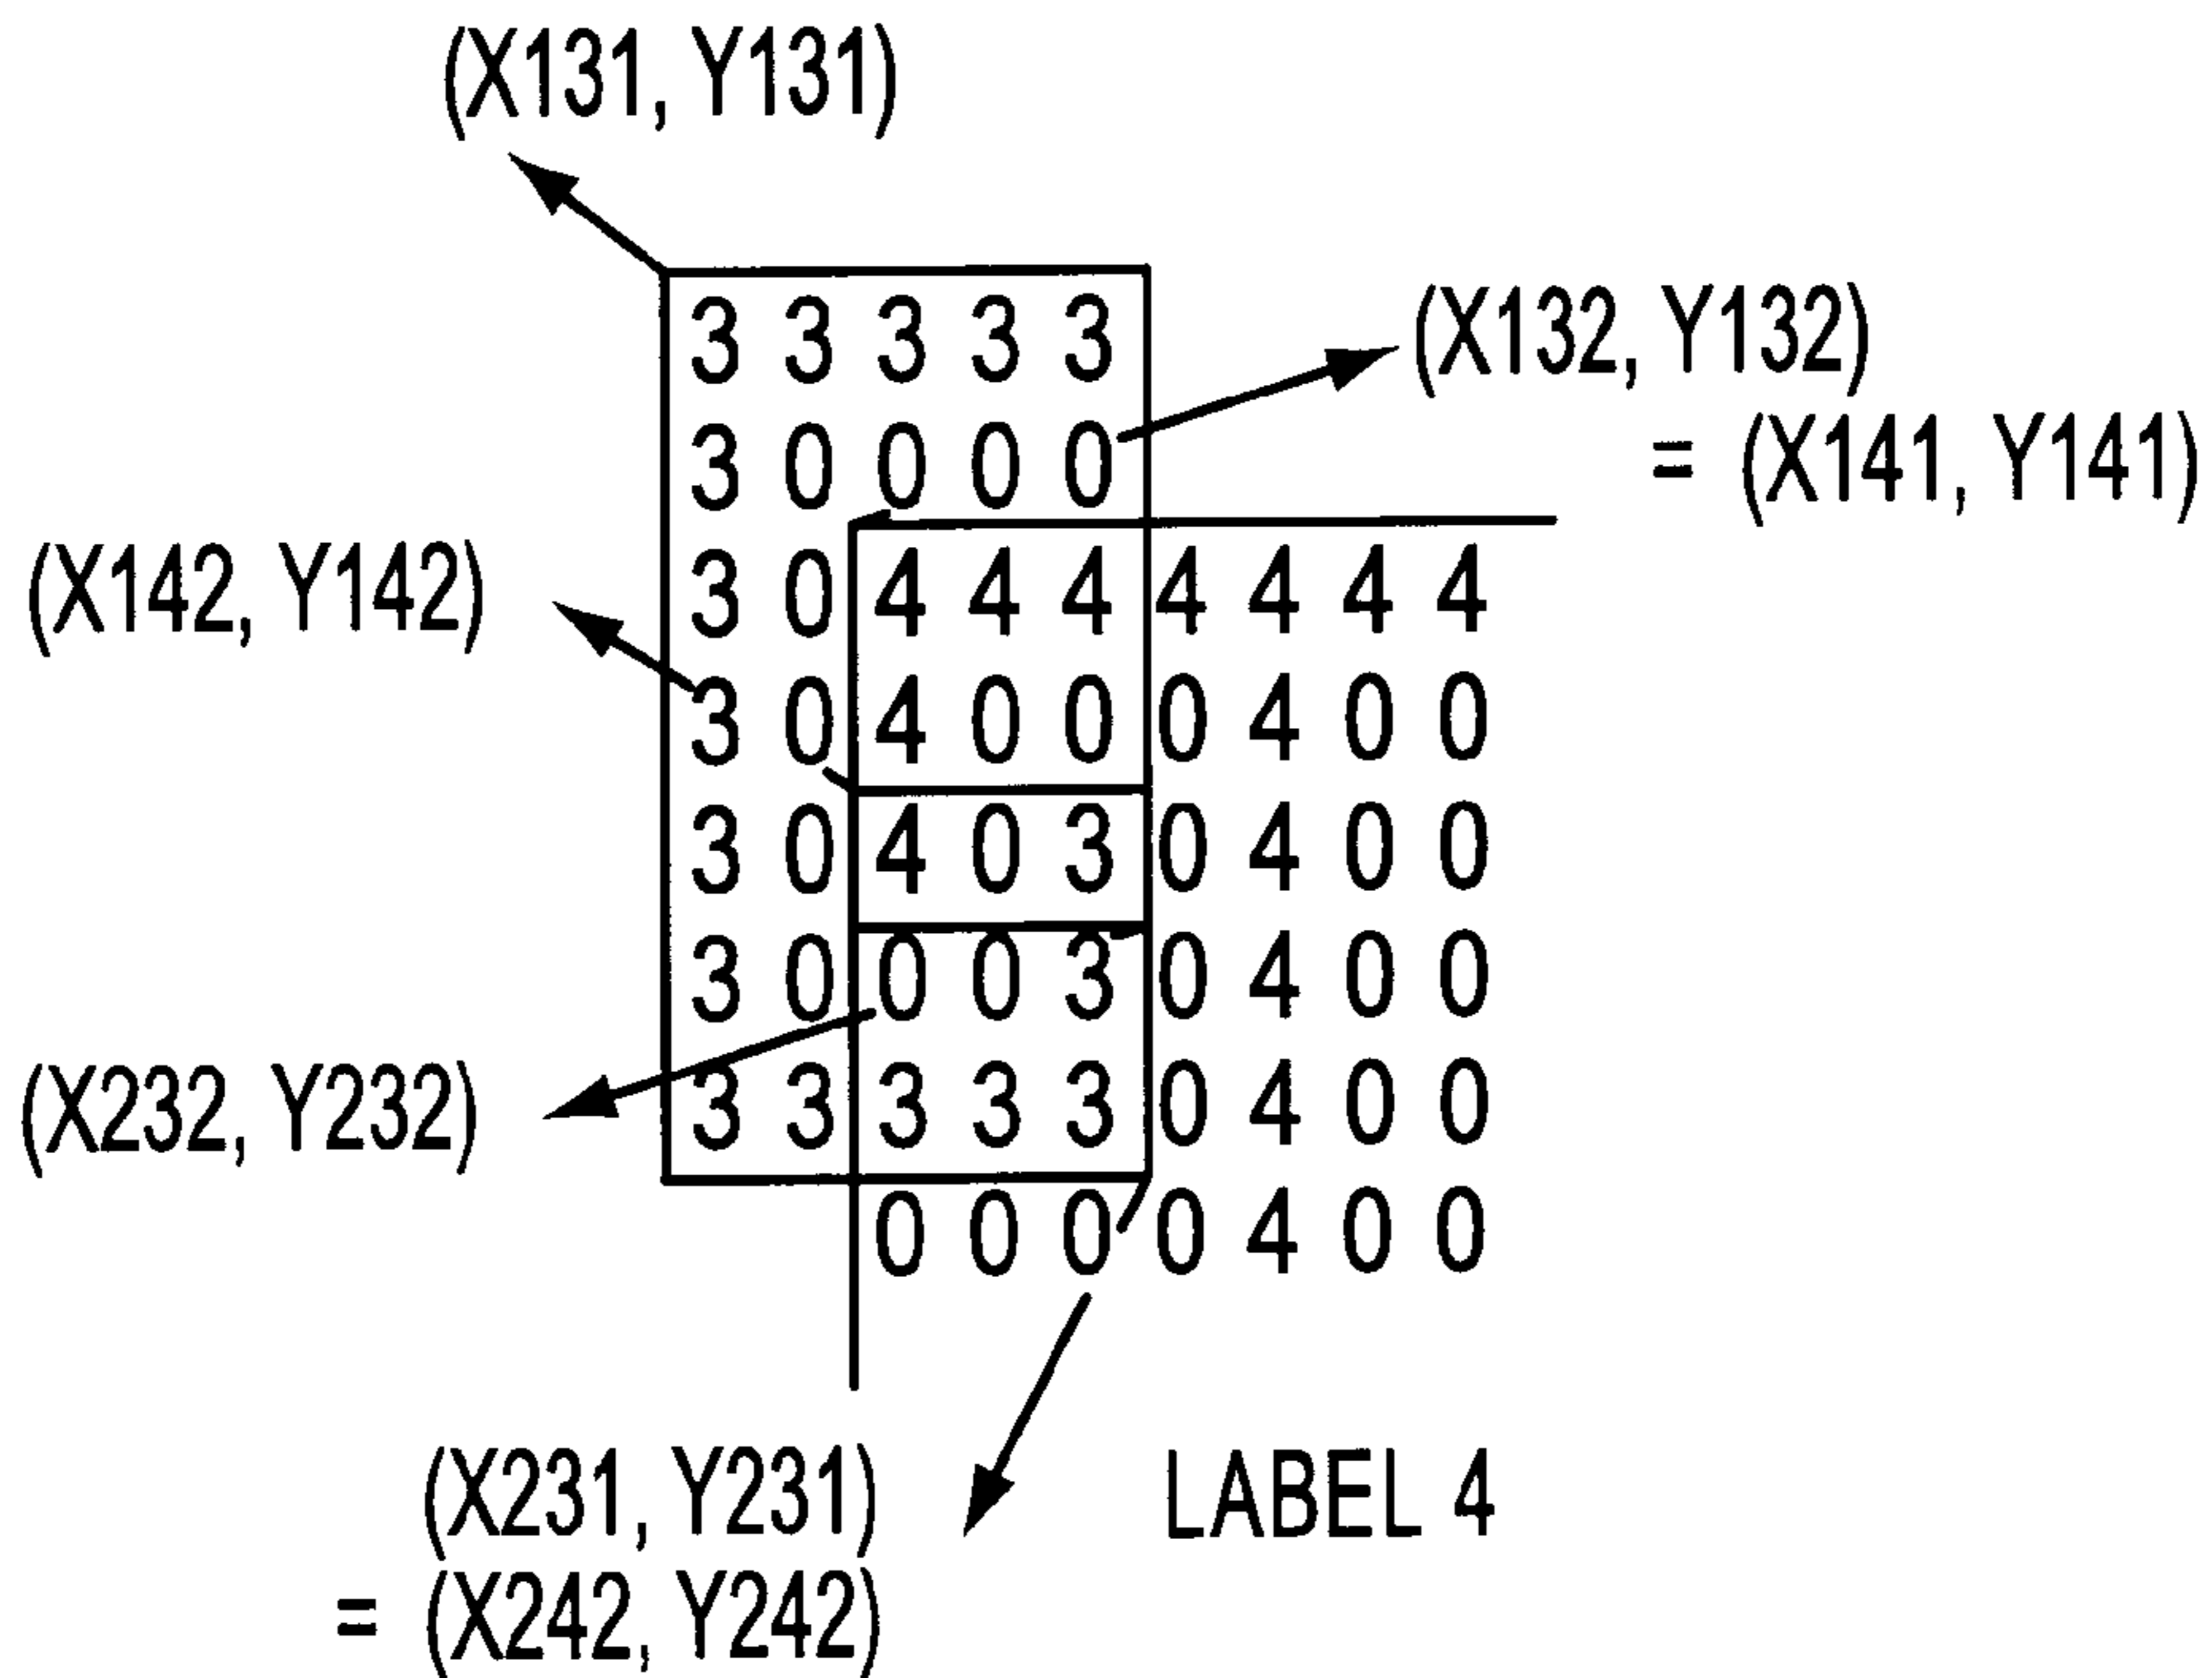 (X131, Y131)
3 3 3 3 3
(X132, Y132)
3 0 0 0 0
= (X141, Y141)
(X142, Y142)
3 0 4 4 4 4 4 4 4
3 0 4 0 0 0 4 0 0
3 0 4 0 3 0 4 0 0
3 0 0 0 3 0 4 0 0
(X232, Y232)
3 3 3 3 3 0 4 0 0
0 0 0 0 4 0 0
(X231, Y231)
= (X242, Y242)
LABEL 4